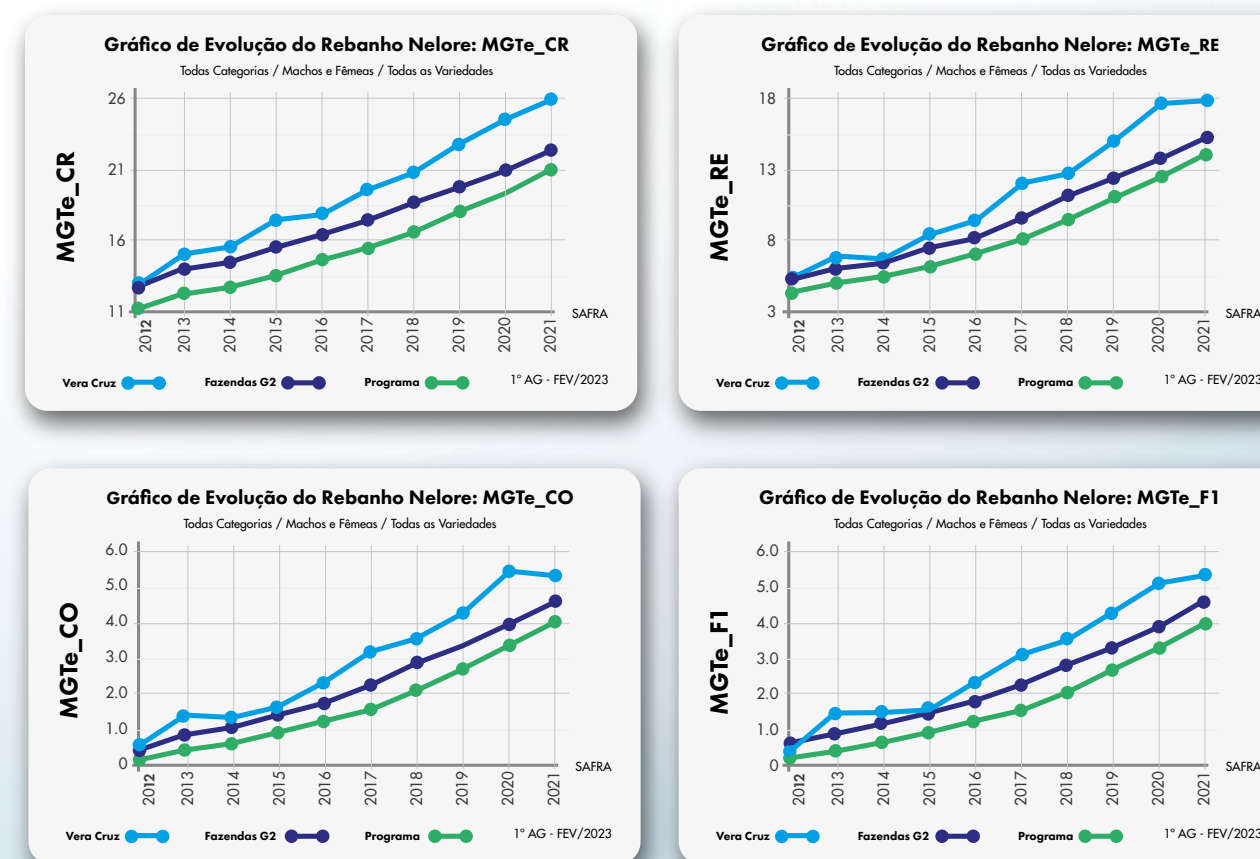 Gráfico de Evolução do Rebanho Nelore: MGTe_CR
Todas Categorias / Machos e Fêmeas / Todas as Variedades
MGTe_CR
26
21
16
11
2012 2013 2014 2015 2016 2017 2018 2019 2020 2021 SAFRA
Vera Cruz Fazendas G2 Programa 1º AG - FEV/2023
Gráfico de Evolução do Rebanho Nelore: MGTe_RE
Todas Categorias / Machos e Fêmeas / Todas as Variedades
MGTe_RE
18
13
8
3
2012 2013 2014 2015 2016 2017 2018 2019 2020 2021 SAFRA
Vera Cruz Fazendas G2 Programa 1º AG - FEV/2023
Gráfico de Evolução do Rebanho Nelore: MGTe_CO
Todas Categorias / Machos e Fêmeas / Todas as Variedades
MGTe_CO
6.0
5.0
4.0
3.0
2.0
1.0
0
2012 2013 2014 2015 2016 2017 2018 2019 2020 2021 SAFRA
Vera Cruz Fazendas G2 Programa 1º AG - FEV/2023
Gráfico de Evolução do Rebanho Nelore: MGTe_F1
Todas Categorias / Machos e Fêmeas / Todas as Variedades
MGTe_F1
6.0
5.0
4.0
3.0
2.0
1.0
0
2012 2013 2014 2015 2016 2017 2018 2019 2020 2021 SAFRA
Vera Cruz Fazendas G2 Programa 1º AG - FEV/2023